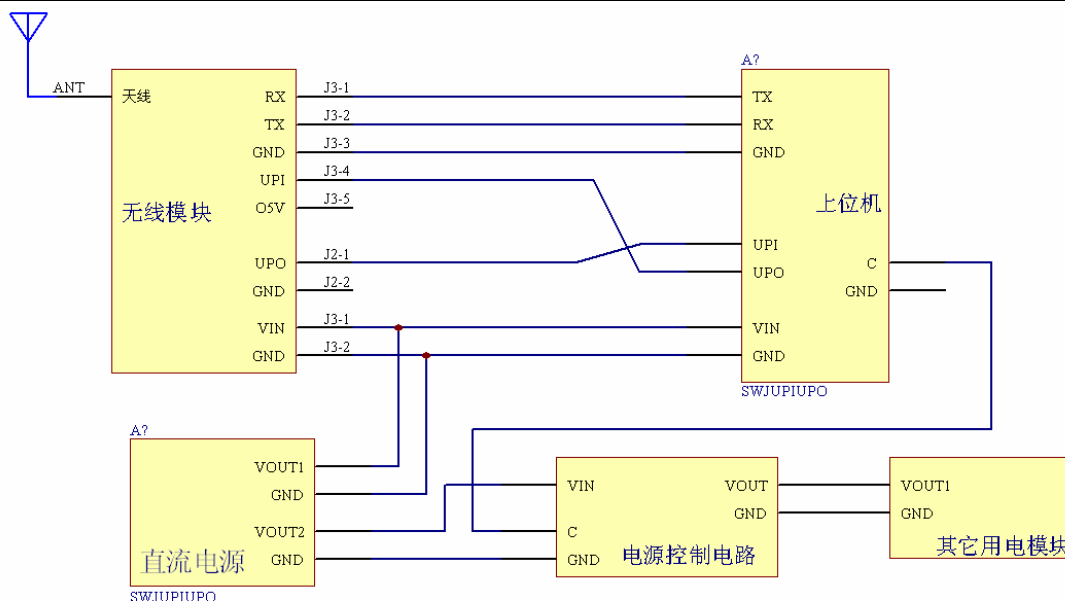 ANT
天线
RX
J3-1
TX
J3-2
GND
J3-3
UPI
J3-4
O5V
J3-5
无线模块
UPO
J2-1
GND
J2-2
VIN
J3-1
GND
J3-2
A?
TX
RX
GND
上位机
UPI
UPO
C
GND
VIN
GND
SWJUPIUPO
A?
VOUT1
GND
VOUT2
GND
直流电源
SWJUPIUPO
VIN
VOUT
GND
C
GND
电源控制电路
VOUT1
GND
其它用电模块